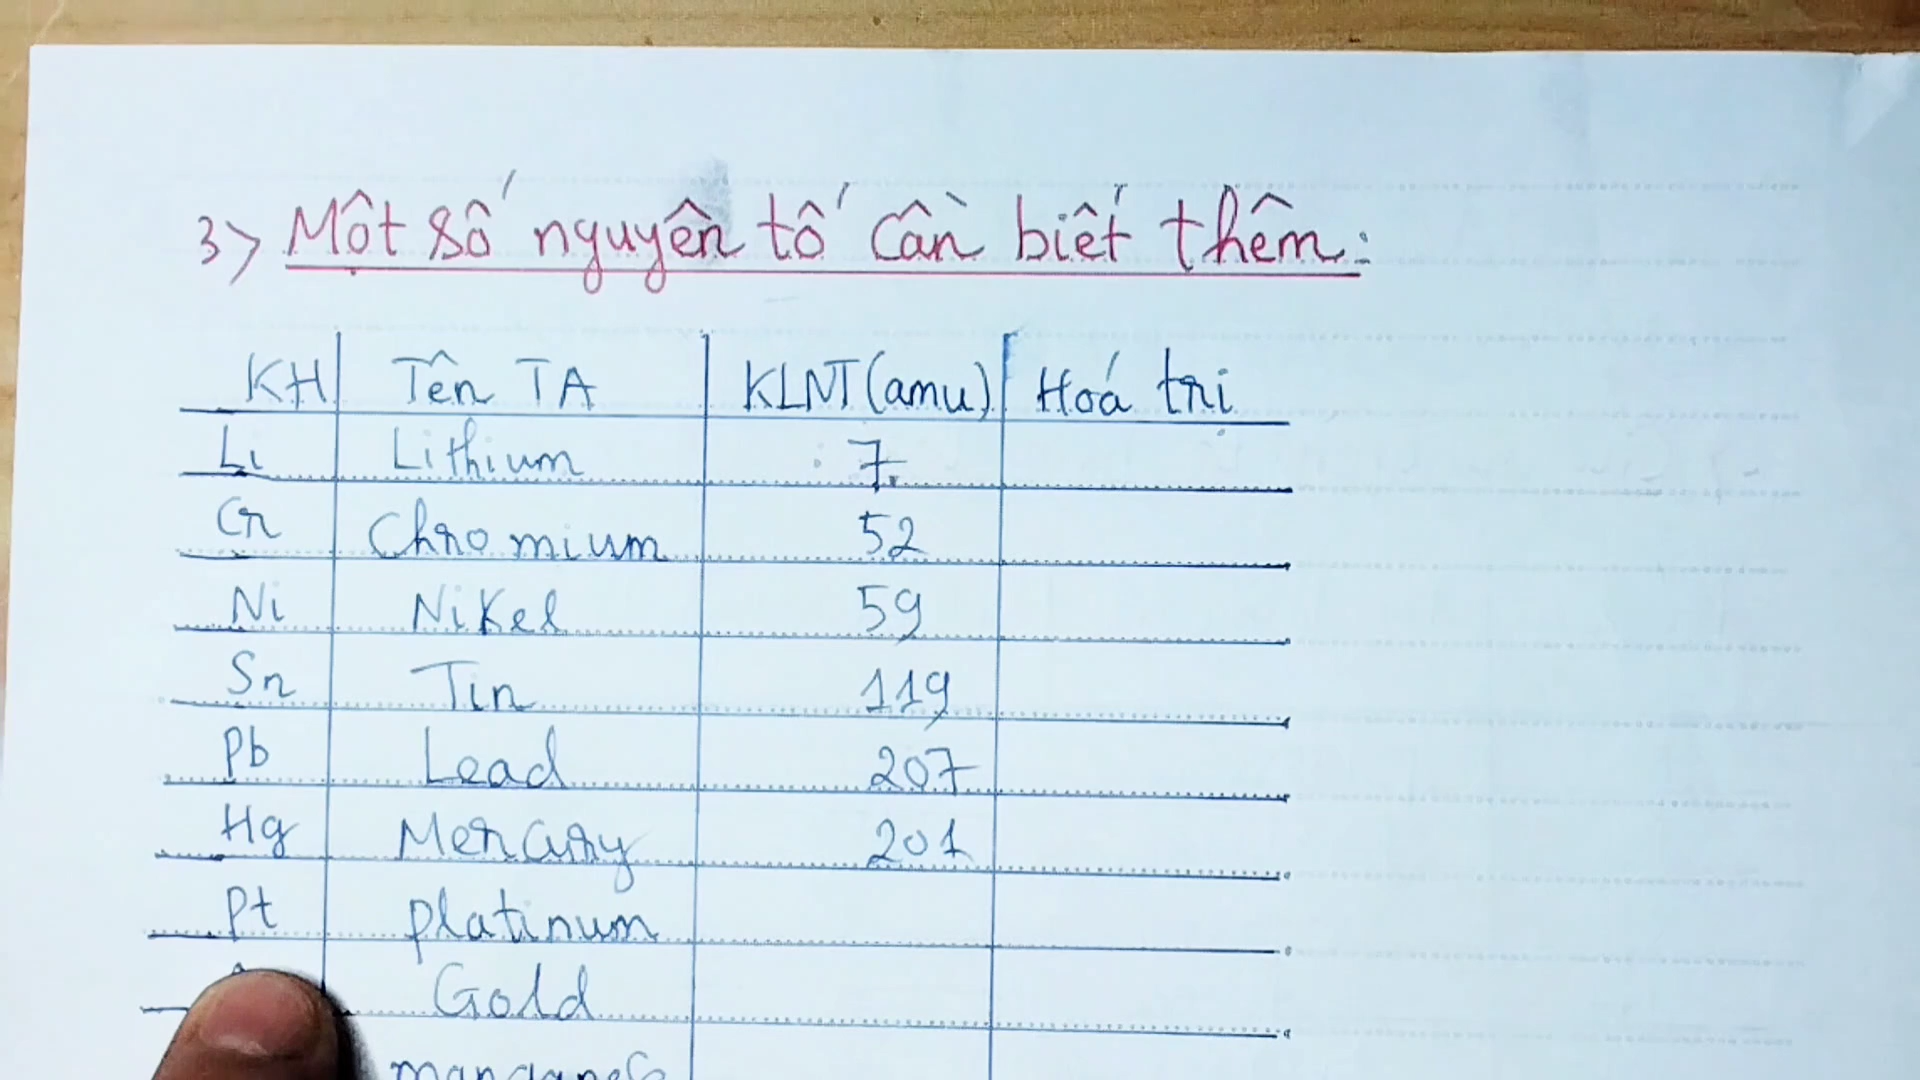 3> Một số nguyên tố cần biết thêm:
KH Tên TA KLNT(amu) Hoá trị
Li Lithium 7
Cr Chromium 52
Ni Nikel 59
Sn Tin 119
Pb Lead 207
Hg Mercury 201
Pt platinum
Gold